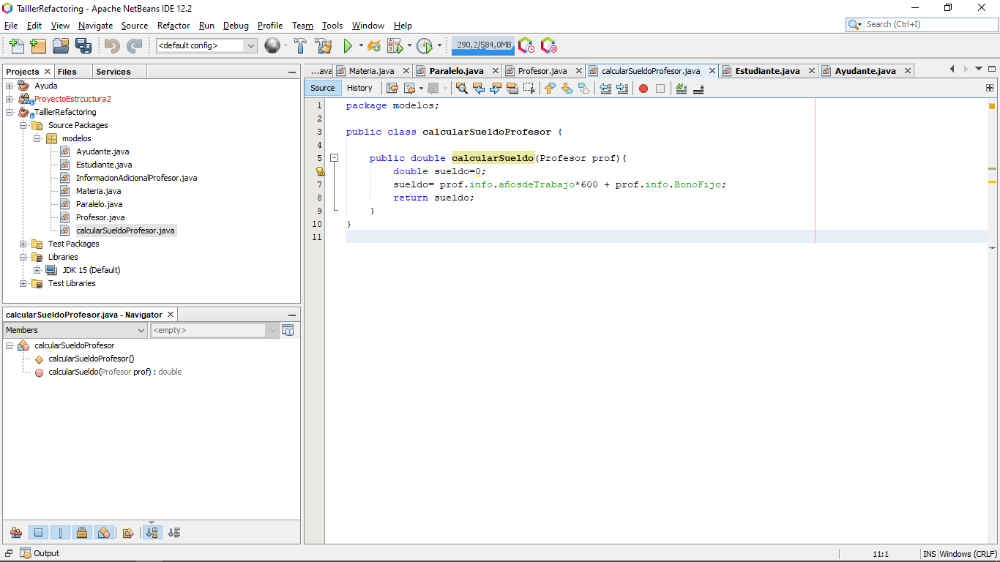 TalllerRefactoring - Apache NetBeans IDE 12.2
File Edit View Navigate Source Refactor Run Debug Profile Team Tools Window Help
Search (Ctrl+I)
<default config>
290,2/584,0MB
Projects Files Services
Ayuda
ProyectoEstrcuctura2
TalllerRefactoring
Source Packages
modelos
Ayudante.java
Estudiante.java
InformacionAdicionalProfesor.java
Materia.java
Paralelo.java
Profesor.java
calcularSueldoProfesor.java
Test Packages
Libraries
JDK 15 (Default)
Test Libraries
calcularSueldoProfesor.java - Navigator
Members
<empty>
calcularSueldoProfesor
calcularSueldoProfesor()
calcularSueldo(Profesor prof) : double
...ava Materia.java Paralelo.java Profesor.java calcularSueldoProfesor.java Estudiante.java Ayudante.java
Source History
1 package modelos;
2
3 public class calcularSueldoProfesor {
4
5 public double calcularSueldo(Profesor prof){
double sueldo=0;
7 sueldo= prof.info.añosdeTrabajo*600 + prof.info.BonoFijo;
8 return sueldo;
9 }
10 }
11
Output
11:1
INS Windows (CRLF)